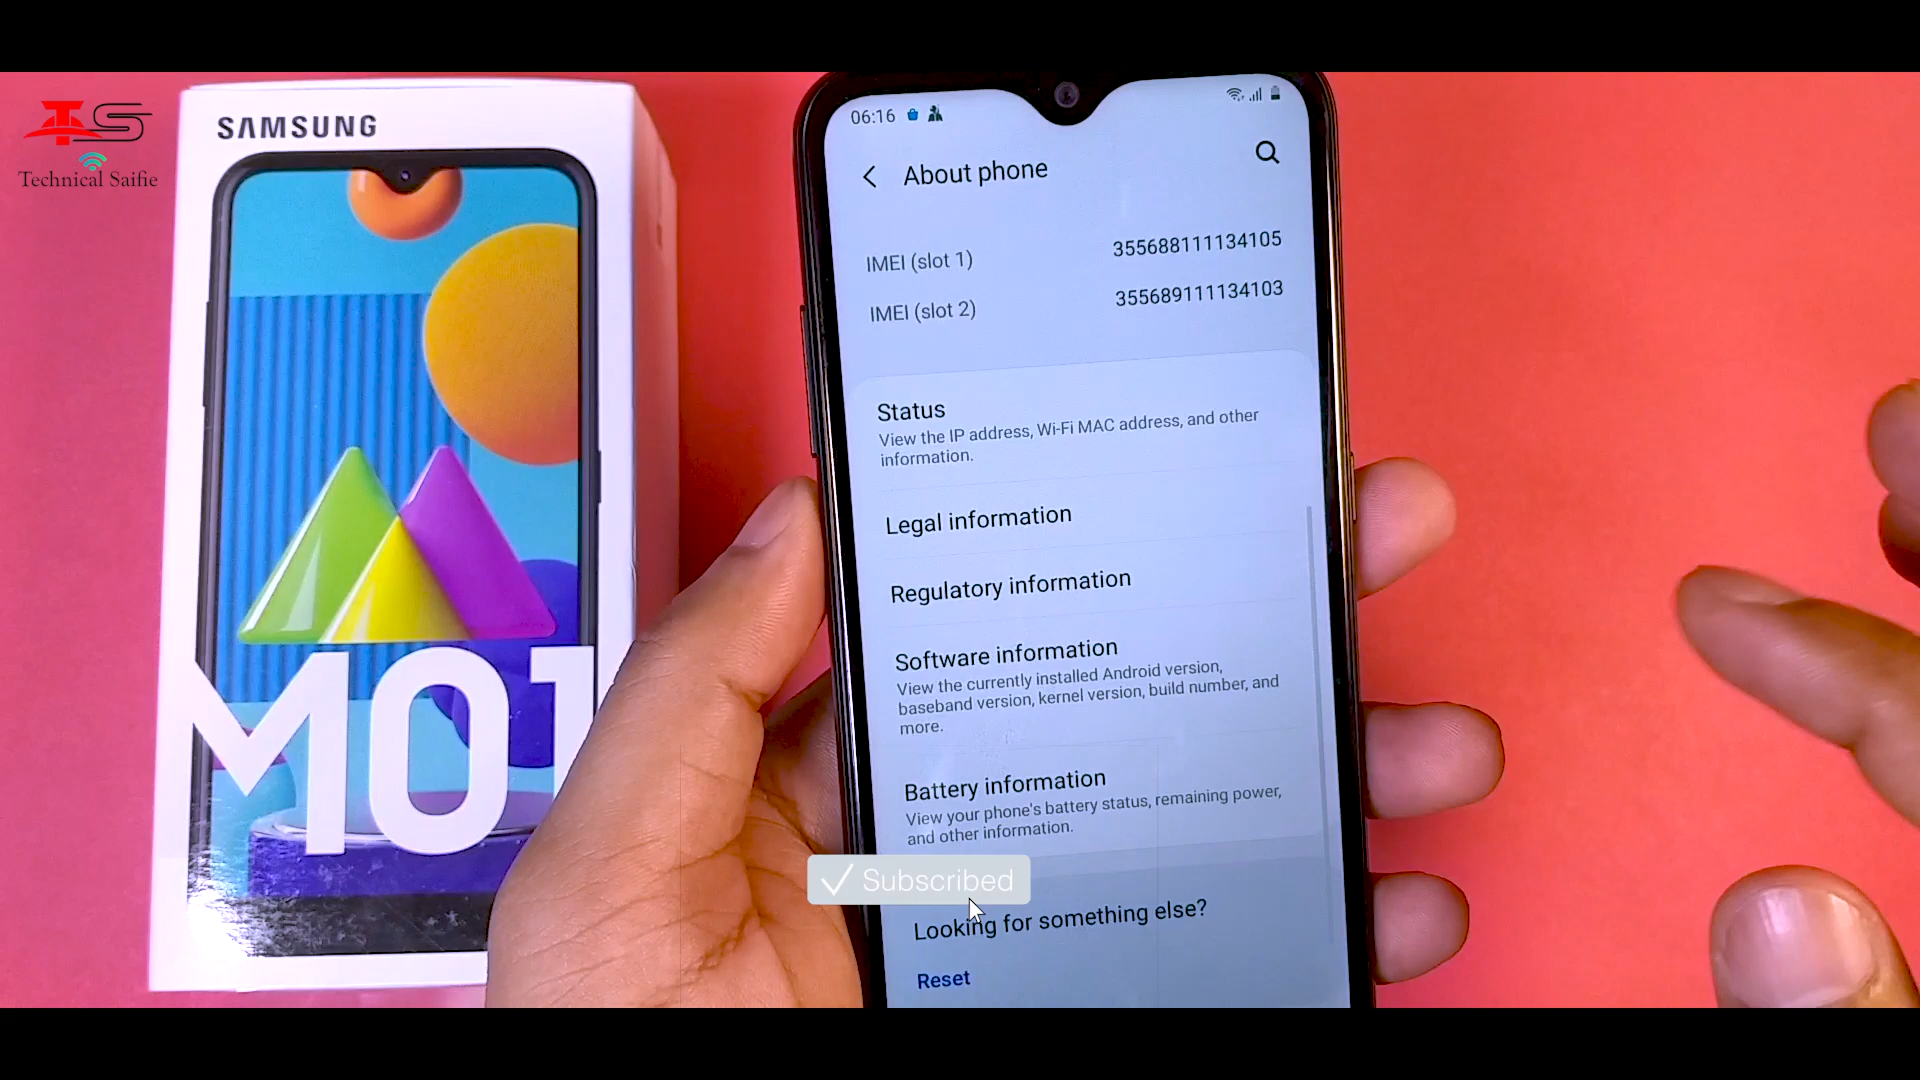 TS
Technical Saifie
SAMSUNG
M01
06:16
About phone
IMEI (slot 1)
355688111134105
IMEI (slot 2)
355689111134103
Status
View the IP address, Wi-Fi MAC address, and other
information.
Legal information
Regulatory information
Software information
View the currently installed Android version,
baseband version, kernel version, build number, and
more.
Battery information
View your phone's battery status, remaining power,
and other information.
Subscribed
Looking for something else?
Reset